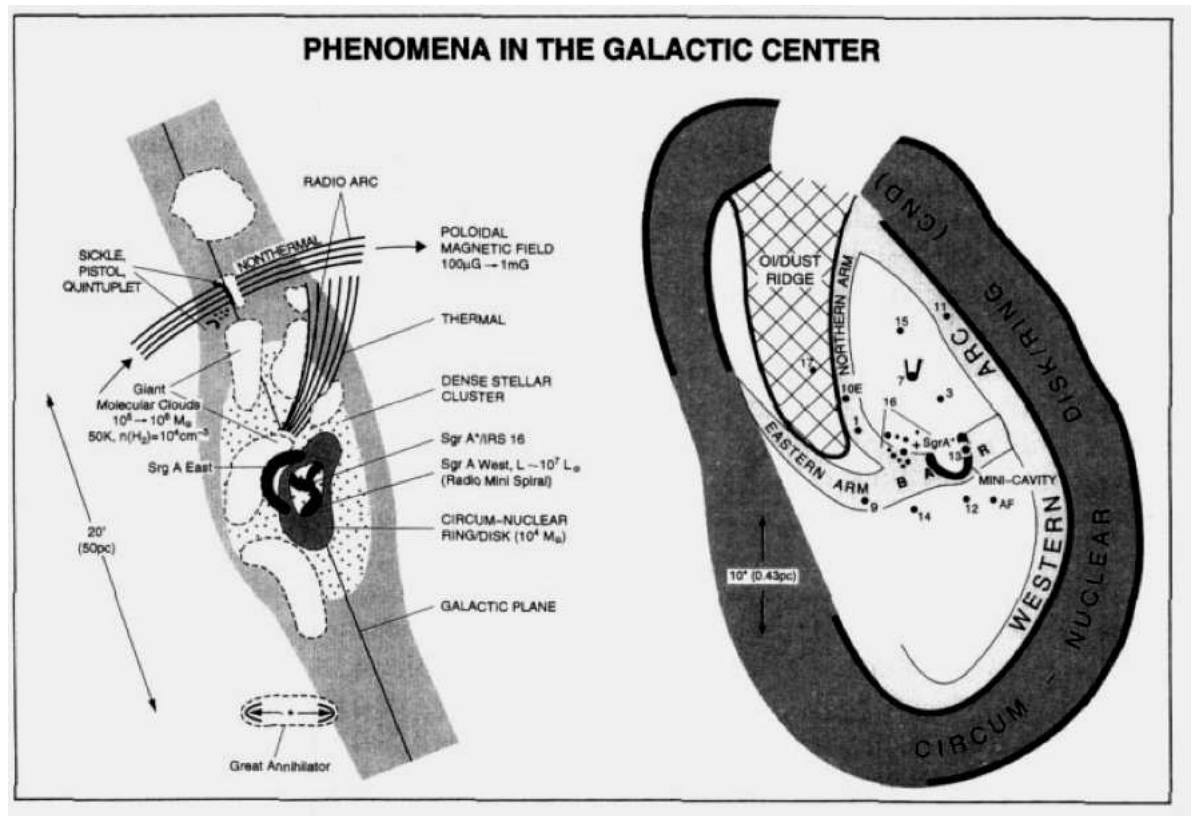 PHENOMENA IN THE GALACTIC CENTER
RADIO ARC
NONTHERMAL
SICKLE,
PISTOL,
QUINTUPLET
POLOIDAL
MAGNETIC FIELD
100μG → 1mG
THERMAL
Giant
Molecular Clouds
10⁵ → 10⁶ M⊙
50K, n(H₂)=10⁴cm⁻³
DENSE STELLAR
CLUSTER
Srg A East
Sgr A*/IRS 16
Sgr A West, L ~10⁷ L⊙
(Radio Mini Spiral)
CIRCUM–NUCLEAR
RING/DISK (10⁴ M⊙)
20'
(50pc)
GALACTIC PLANE
Great Annihilator
OI/DUST
RIDGE
NORTHERN ARM
EASTERN ARM
BAR
WESTERN ARC
CIRCUM – NUCLEAR DISK/RING (CND)
17
15
11
7
3
10E
16
1
SgrA*
13
MINI–CAVITY
9
14
12
AF
10" (0.43pc)